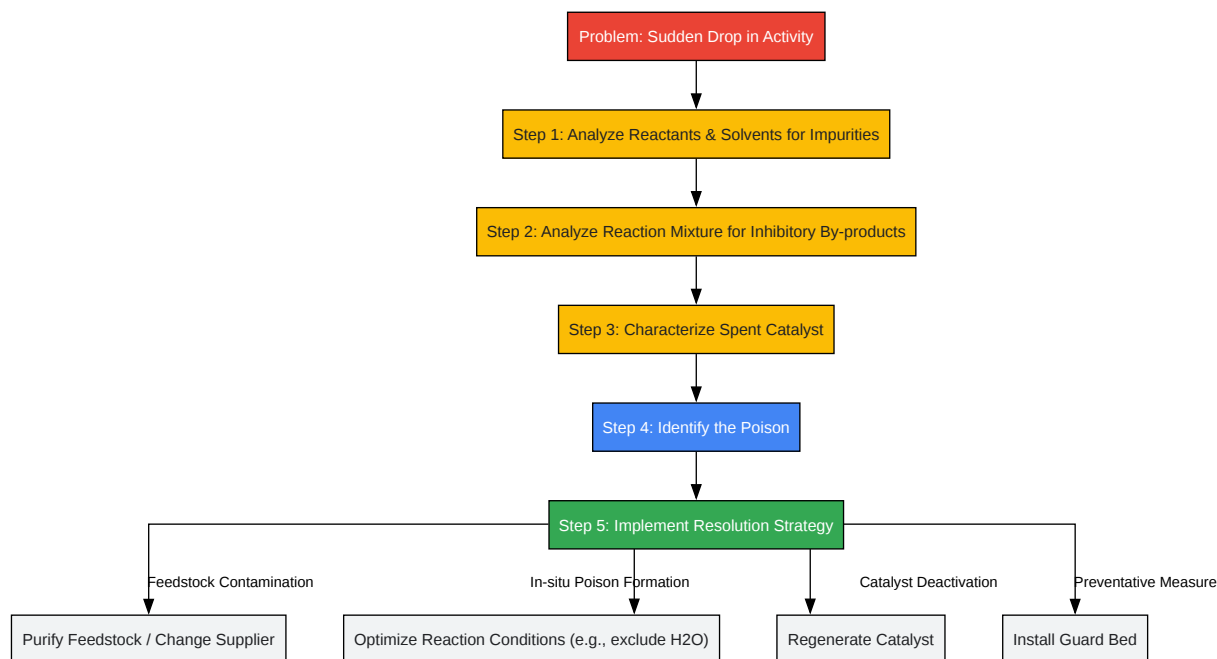 Problem: Sudden Drop in Activity
Step 1: Analyze Reactants & Solvents for Impurities
Step 2: Analyze Reaction Mixture for Inhibitory By-products
Step 3: Characterize Spent Catalyst
Step 4: Identify the Poison
Step 5: Implement Resolution Strategy
Feedstock Contamination
In-situ Poison Formation
Catalyst Deactivation
Preventative Measure
Purify Feedstock / Change Supplier
Optimize Reaction Conditions (e.g., exclude H2O)
Regenerate Catalyst
Install Guard Bed